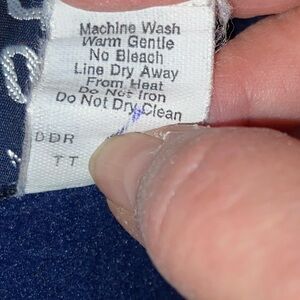 Machine Wash
Warm Gentle
No Bleach
Line Dry Away
From Heat
Do Not Iron
Do Not Dry Clean
DDR
TT